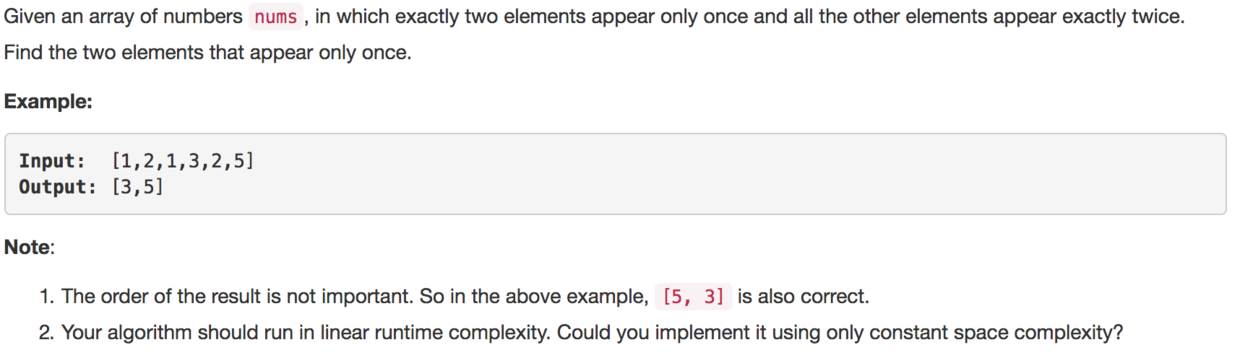 Given an array of numbers nums , in which exactly two elements appear only once and all the other elements appear exactly twice.
Find the two elements that appear only once.
Example:
Input:  [1,2,1,3,2,5]
Output: [3,5]
Note:
1. The order of the result is not important. So in the above example, [5, 3] is also correct.
2. Your algorithm should run in linear runtime complexity. Could you implement it using only constant space complexity?